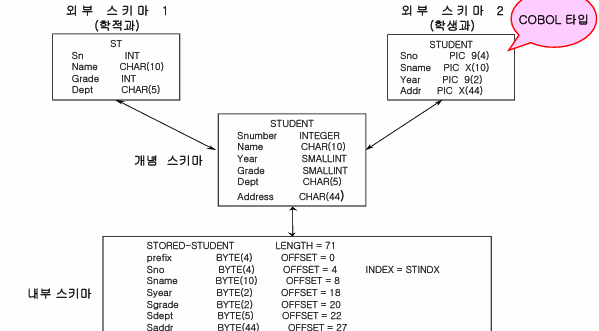 외부 스키마 1
(학적과)
외부 스키마 2
(학생과)
COBOL 타입
ST
Sn INT
Name CHAR(10)
Grade INT
Dept CHAR(5)
STUDENT
Sno PIC 9(4)
Sname PIC X(10)
Year PIC 9(2)
Addr PIC X(44)
개념 스키마
STUDENT
Snumber INTEGER
Name CHAR(10)
Year SMALLINT
Grade SMALLINT
Dept CHAR(5)
Address CHAR(44)
내부 스키마
STORED-STUDENT LENGTH = 71
prefix BYTE(4) OFFSET = 0
Sno BYTE(4) OFFSET = 4 INDEX = STINDX
Sname BYTE(10) OFFSET = 8
Syear BYTE(2) OFFSET = 18
Sgrade BYTE(2) OFFSET = 20
Sdept BYTE(5) OFFSET = 22
Saddr BYTE(44) OFFSET = 27